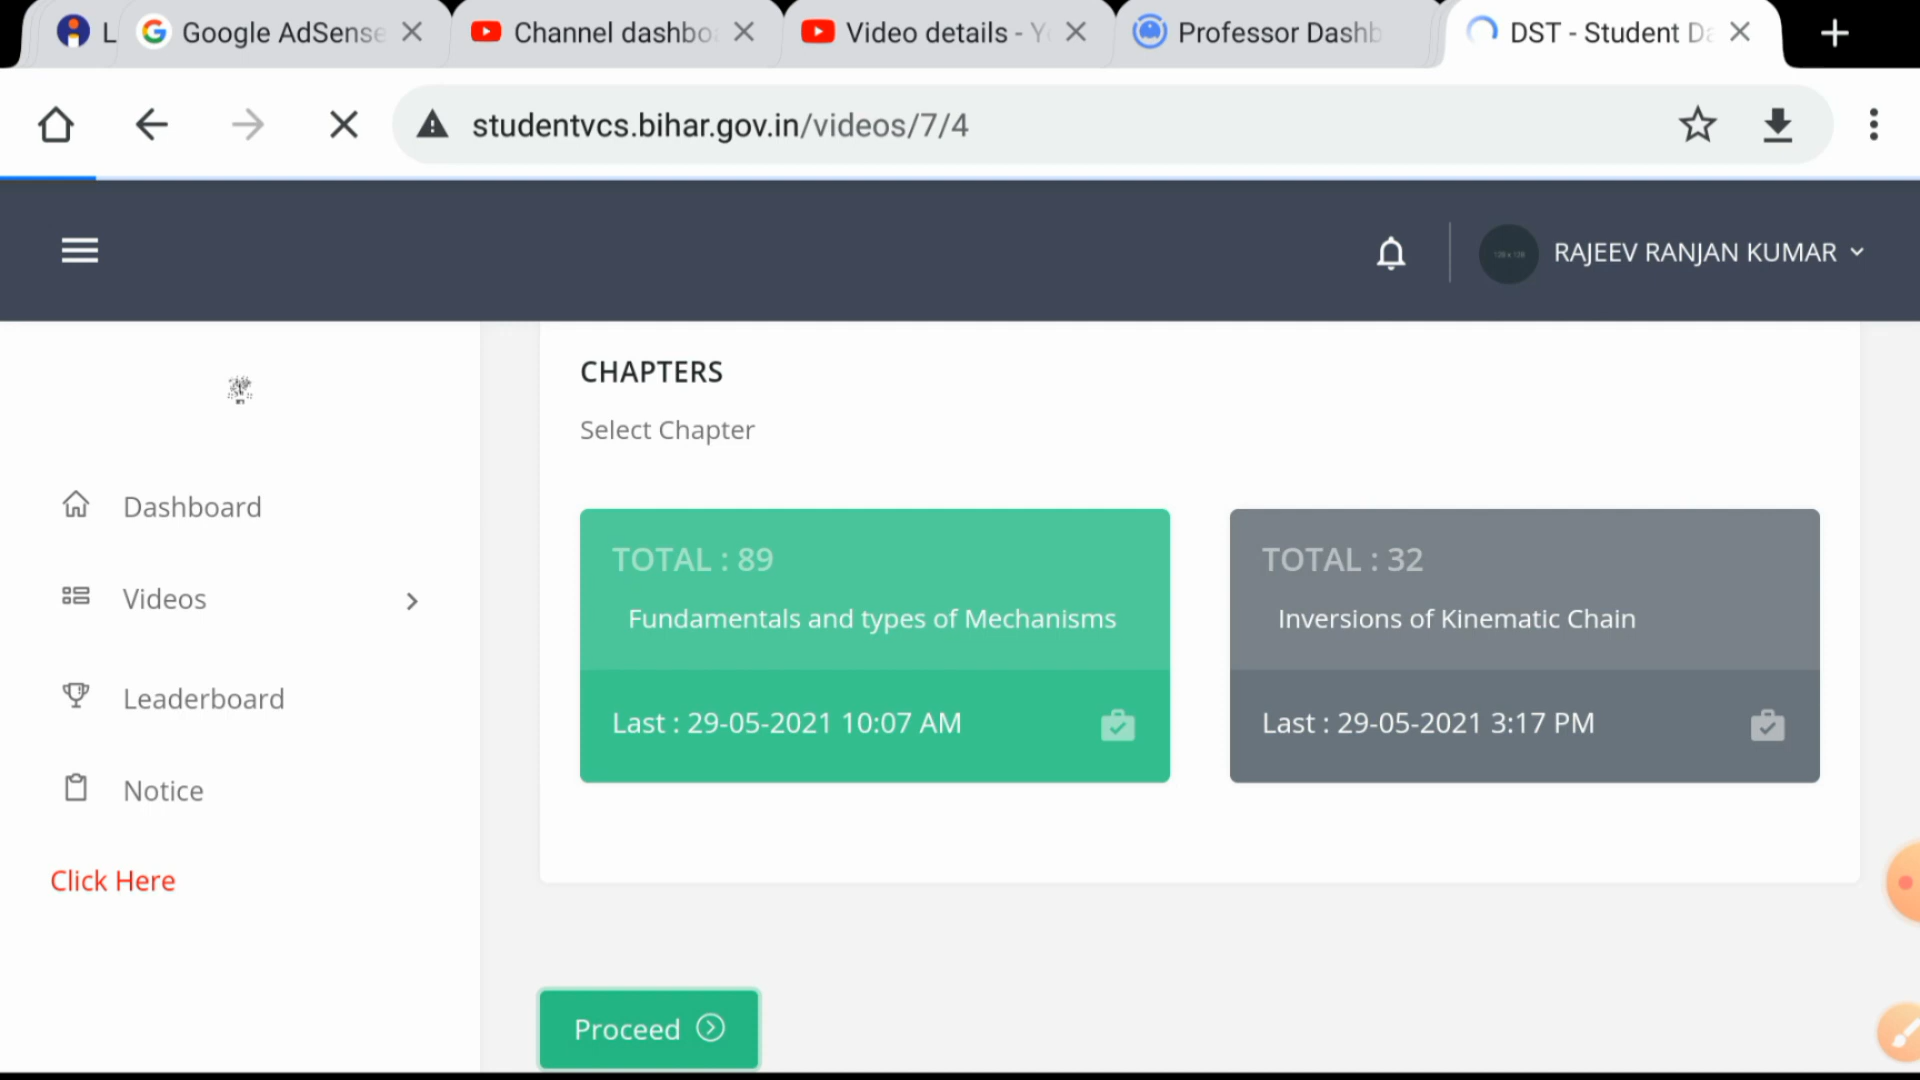 L
Google AdSense
Channel dashbo
Video details - Y
Professor Dashb
DST - Student Da
studentvcs.bihar.gov.in/videos/7/4
RAJEEV RANJAN KUMAR
CHAPTERS
Select Chapter
Dashboard
Videos
Leaderboard
Notice
Click Here
TOTAL : 89
Fundamentals and types of Mechanisms
Last : 29-05-2021 10:07 AM
TOTAL : 32
Inversions of Kinematic Chain
Last : 29-05-2021 3:17 PM
Proceed